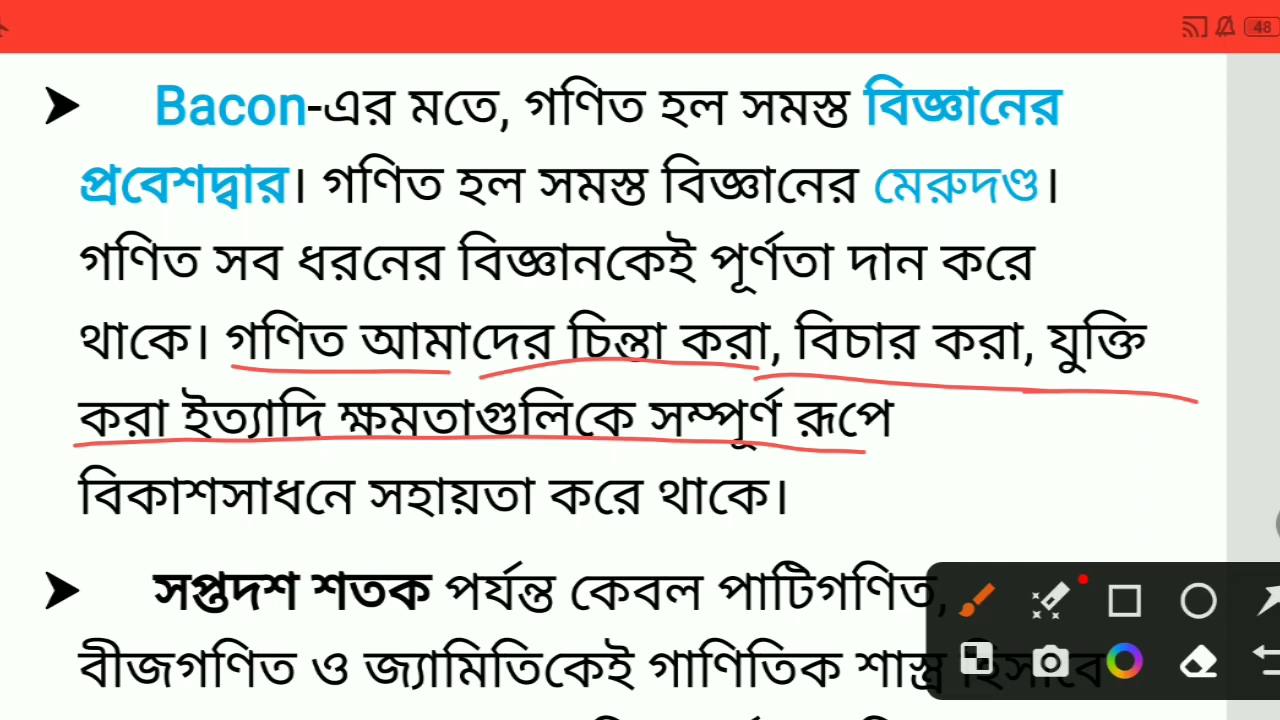 48
➤ Bacon-এর মতে, গণিত হল সমস্ত বিজ্ঞানের
প্রবেশদ্বার। গণিত হল সমস্ত বিজ্ঞানের মেরুদণ্ড।
গণিত সব ধরনের বিজ্ঞানকেই পূর্ণতা দান করে
থাকে। গণিত আমাদের চিন্তা করা, বিচার করা, যুক্তি
করা ইত্যাদি ক্ষমতাগুলিকে সম্পূর্ণ রূপে
বিকাশসাধনে সহায়তা করে থাকে।
➤ সপ্তদশ শতক পর্যন্ত কেবল পাটিগণিত,
বীজগণিত ও জ্যামিতিকেই গাণিতিক শাস্ত্র হিসাবে